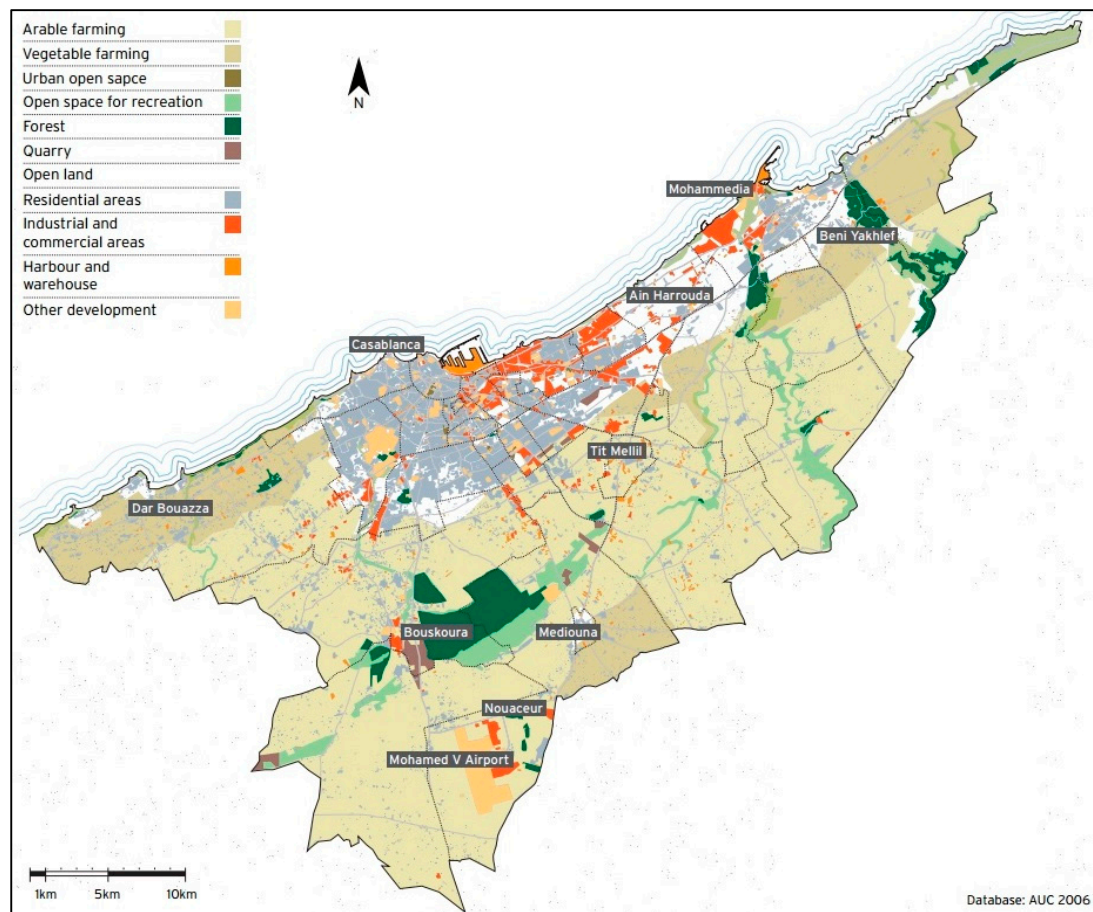 Arable farming
Vegetable farming
Urban open sapce
Open space for recreation
Forest
Quarry
Open land
Residential areas
Industrial and
commercial areas
Harbour and
warehouse
Other development
N
Mohammedia
Beni Yakhlef
Ain Harrouda
Casablanca
Tit Mellil
Dar Bouazza
Bouskoura
Mediouna
Nouaceur
Mohamed V Airport
1km 5km 10km
Database: AUC 2006